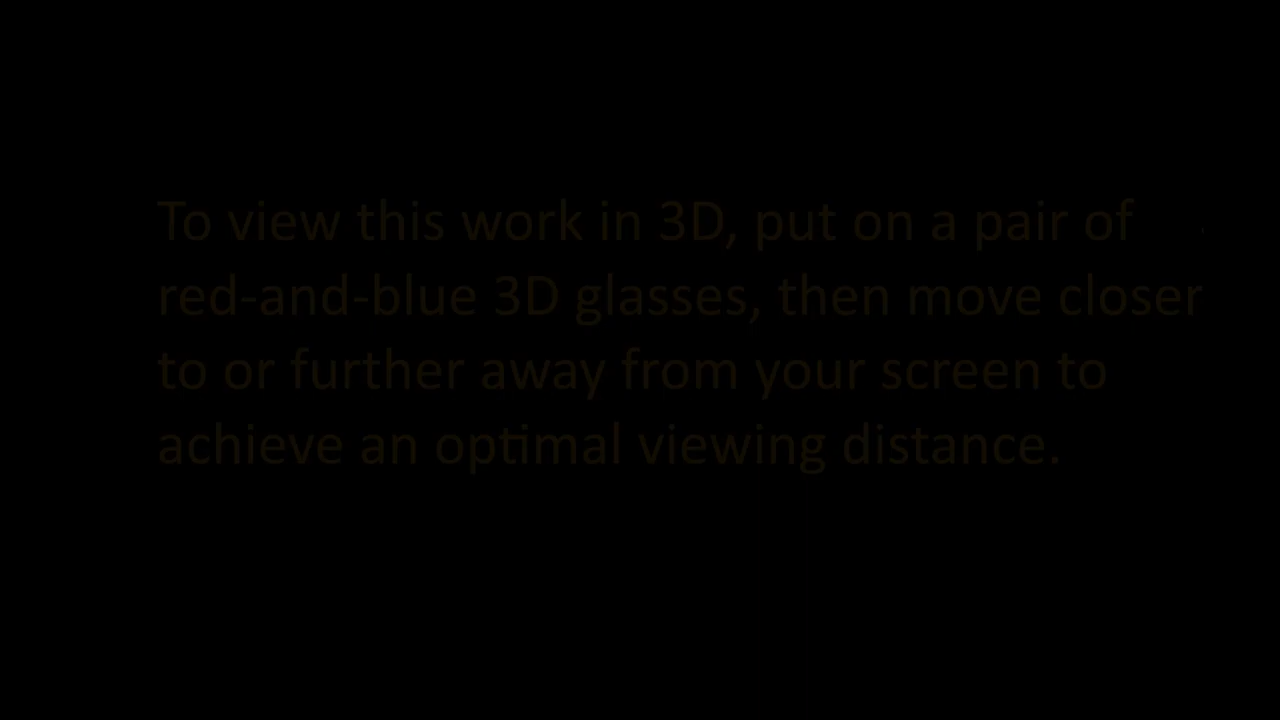 To view this work in 3D, put on a pair of
red-and-blue 3D glasses, then move closer
to or further away from your screen to
achieve an optimal viewing distance.